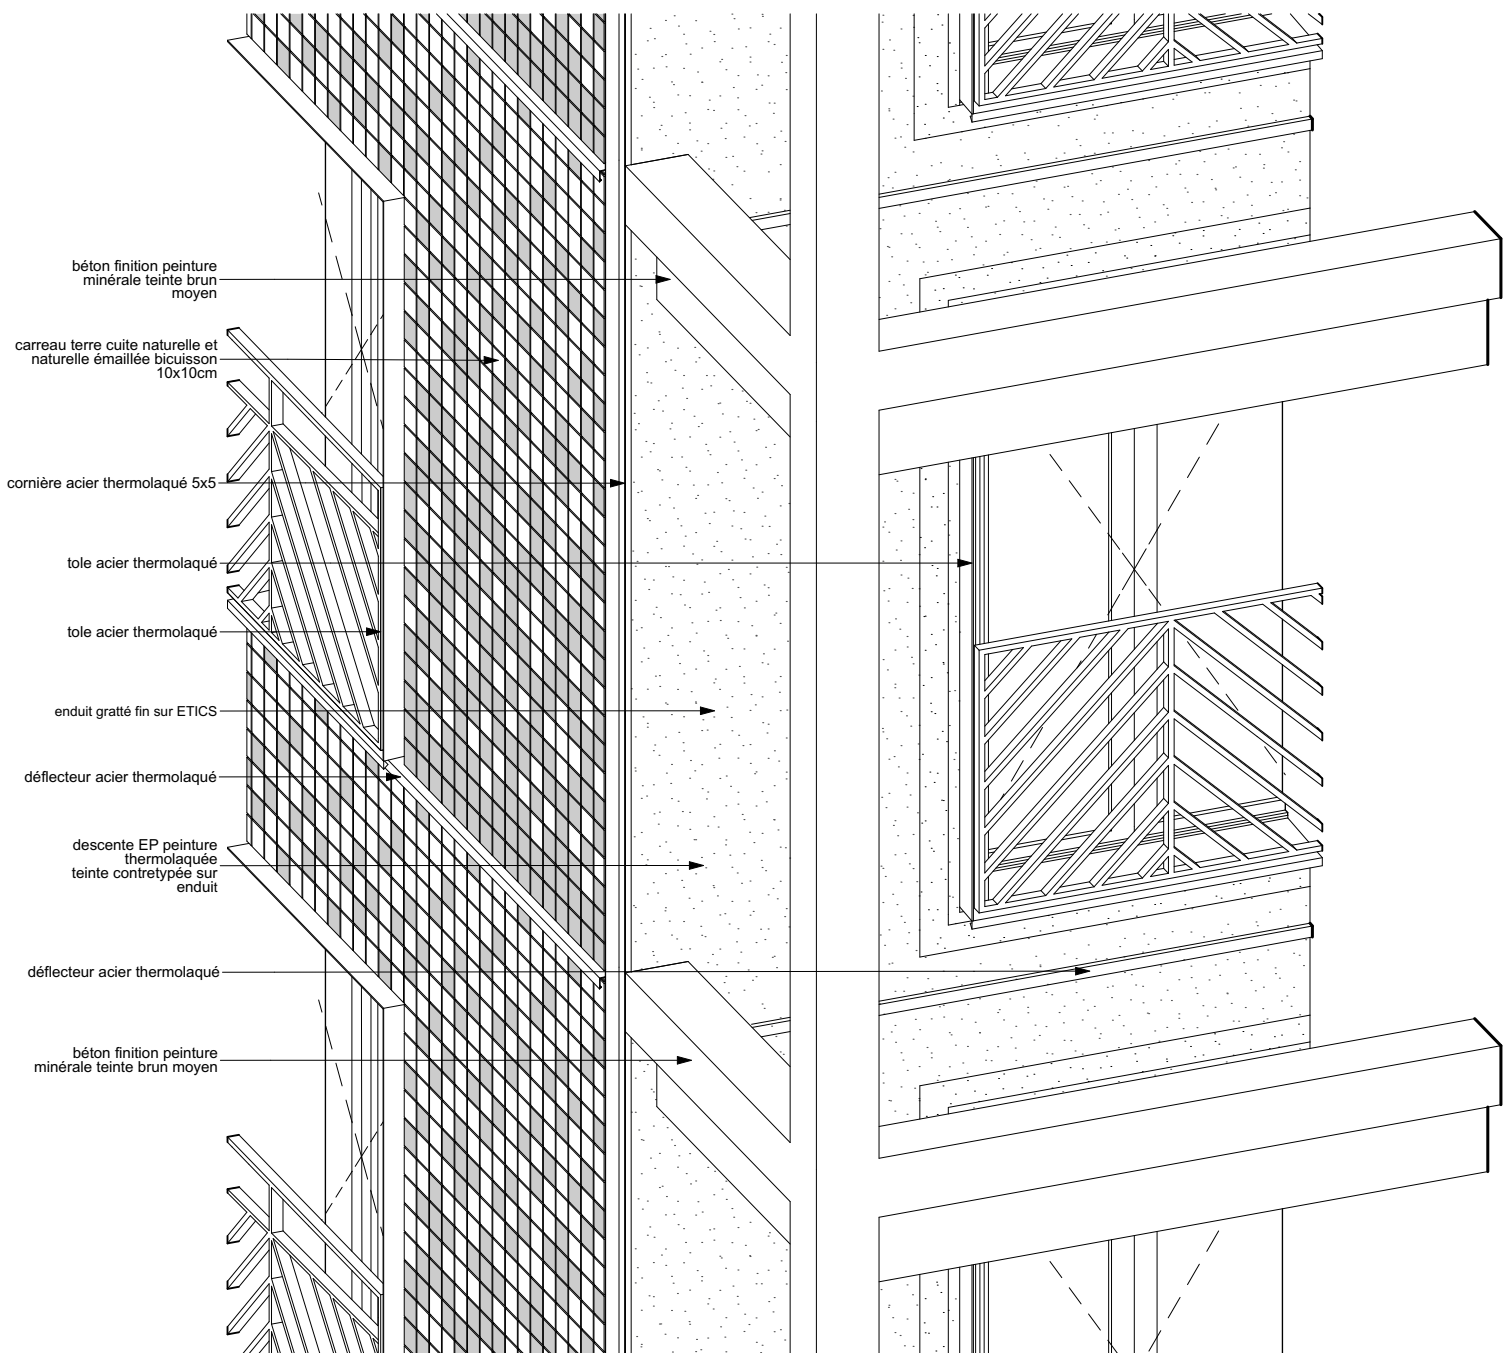 béton finition peinture
minérale teinte brun
moyen
carreau terre cuite naturelle et
naturelle émaillée bicuisson
10x10cm
cornière acier thermolaqué 5x5
tole acier thermolaqué
tole acier thermolaqué
enduit gratté fin sur ETICS
déflecteur acier thermolaqué
descente EP peinture
thermolaquée
teinte contretypée sur
enduit
déflecteur acier thermolaqué
béton finition peinture
minérale teinte brun moyen